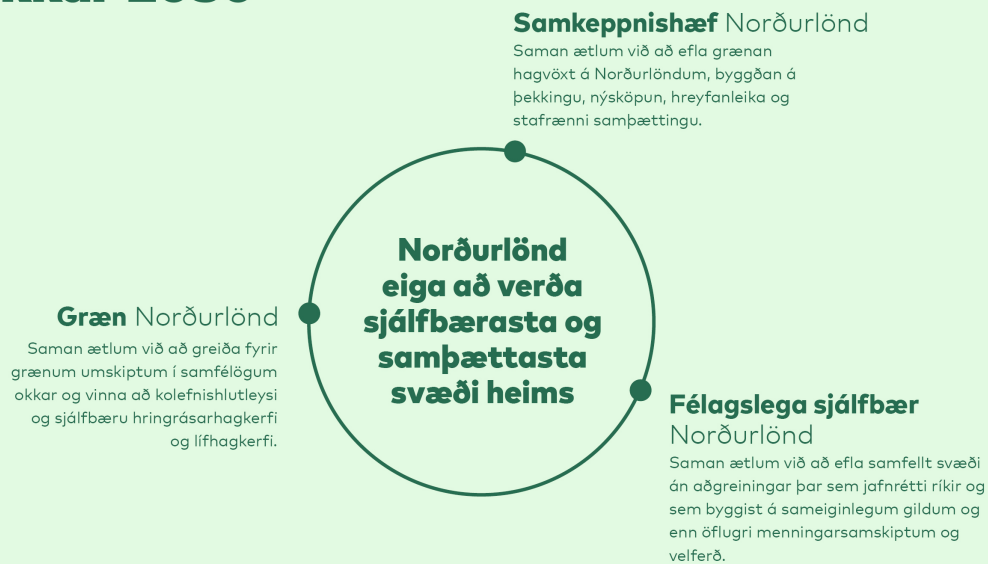 Samkeppnishæf Norðurlönd
Saman ætlum við að efla grænan
hagvöxt á Norðurlöndum, byggðan á
þekkingu, nýsköpun, hreyfanleika og
stafrænni samþættingu.
Norðurlönd
eiga að verða
sjálfbærasta og
samþættasta
svæði heims
Græn Norðurlönd
Saman ætlum við að greiða fyrir
grænum umskiptum í samfélögum
okkar og vinna að kolefnishlutleysi
og sjálfbæru hringrásarhagkerfi
og lífhagkerfi.
Félagslega sjálfbær
Norðurlönd
Saman ætlum við að efla samfellt svæði
án aðgreiningar þar sem jafnrétti ríkir og
sem byggist á sameiginlegum gildum og
enn öflugri menningarsamskiptum og
velferð.